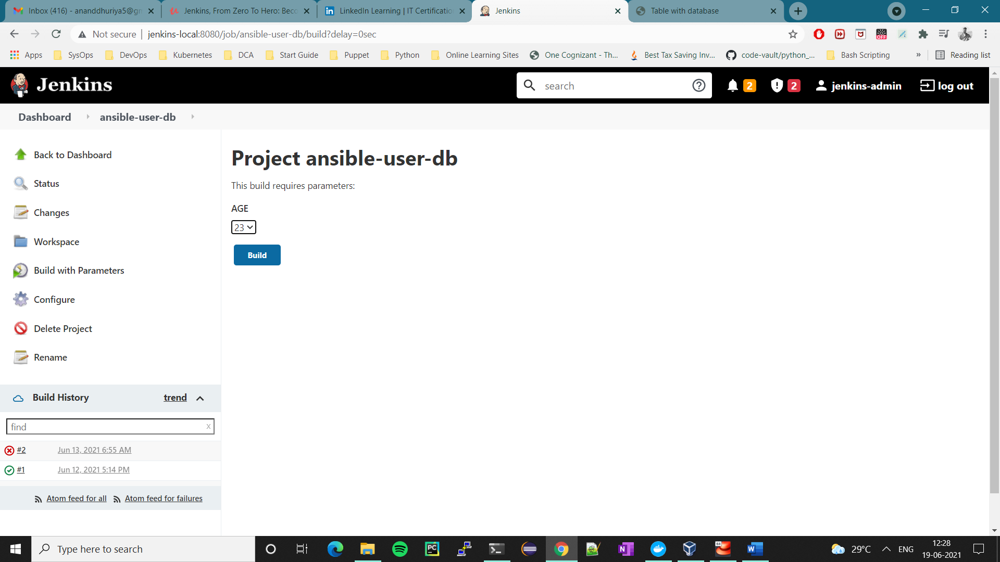 Inbox (416) - ananddhuriya5@gm
Jenkins, From Zero To Hero: Beco
LinkedIn Learning | IT Certificatio
Jenkins
Table with database
Not secure | jenkins-local:8080/job/ansible-user-db/build?delay=0sec
Apps SysOps DevOps Kubernetes DCA Start Guide Puppet Python Online Learning Sites One Cognizant - Th... Best Tax Saving Inv... code-vault/python_... Bash Scripting » Reading list
Jenkins
search
2
2
jenkins-admin
log out
Dashboard ansible-user-db
Back to Dashboard
Status
Changes
Workspace
Build with Parameters
Configure
Delete Project
Rename
Build History trend
find x
#2 Jun 13, 2021 6:55 AM
#1 Jun 12, 2021 5:14 PM
Atom feed for all Atom feed for failures
Project ansible-user-db
This build requires parameters:
AGE
23
Build
Type here to search
29°C ENG
12:28
19-06-2021